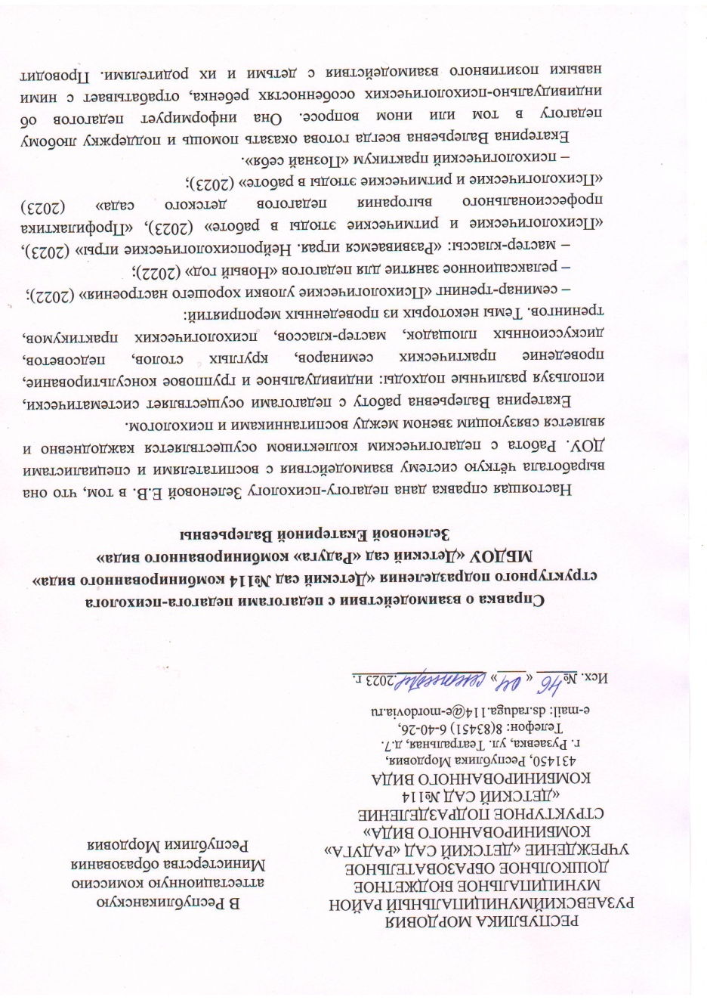 РЕСПУБЛИКА МОРДОВИЯ
РУЗАЕВСКИЙМУНИЦИПАЛЬНЫЙ РАЙОН
МУНИЦИПАЛЬНОЕ БЮДЖЕТНОЕ
ДОШКОЛЬНОЕ ОБРАЗОВАТЕЛЬНОЕ
УЧРЕЖДЕНИЕ «ДЕТСКИЙ САД «РАДУГА»
КОМБИНИРОВАННОГО ВИДА»
СТРУКТУРНОЕ ПОДРАЗДЕЛЕНИЕ
«ДЕТСКИЙ САД №114
КОМБИНИРОВАННОГО ВИДА
431450, Республика Мордовия,
г. Рузаевка, ул. Театральная, д.7.
Телефон: 8(83451) 6-40-26,
e-mail: ds.raduga.114@e-mordovia.ru
Исх. № 46 « 04 » сентября.2023 г.
В Республиканскую
аттестационную комиссию
Министерства образования
Республики Мордовия
Справка о взаимодействии с педагогами педагога-психолога
структурного подразделения «Детский сад №114 комбинированного вида»
МБДОУ «Детский сад «Радуга» комбинированного вида»
Зеленовой Екатериной Валерьевны
Настоящая справка дана педагогу-психологу Зеленовой Е.В. в том, что она
выработала чёткую систему взаимодействия с воспитателями и специалистами
ДОУ. Работа с педагогическим коллективом осуществляется каждодневно и
является связующим звеном между воспитанниками и психологом.
Екатерина Валерьевна работу с педагогами осуществляет систематически,
используя различные подходы: индивидуальное и групповое консультирование,
проведение практических семинаров, круглых столов, педсоветов,
дискуссионных площадок, мастер-классов, психологических практикумов,
тренингов. Темы некоторых из проведенных мероприятий:
– семинар-тренинг «Психологические уловки хорошего настроения» (2022);
– релаксационное занятие для педагогов «Новый год» (2022);
– мастер-классы: «Развиваемся играя. Нейропсихологические игры» (2023),
«Психологические и ритмические этюды в работе» (2023), «Профилактика
профессионального выгорания педагогов детского сада» (2023)
«Психологические и ритмические этюды в работе» (2023);
– психологический практикум «Познай себя».
Екатерина Валерьевна всегда готова оказать помощь и поддержку любому
педагогу в том или ином вопросе. Она информирует педагогов об
индивидуально-психологических особенностях ребенка, отрабатывает с ними
навыки позитивного взаимодействия с детьми и их родителями. Проводит